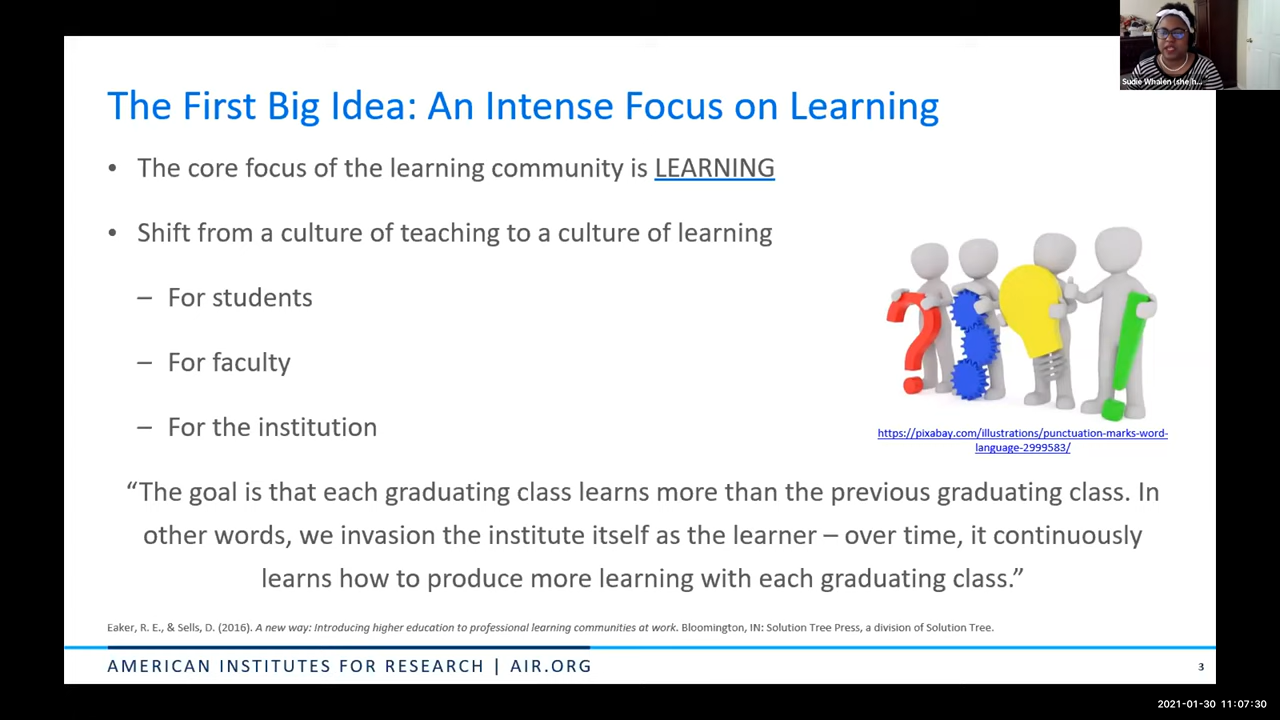 Sudie Whalen (she/h...
The First Big Idea: An Intense Focus on Learning
• The core focus of the learning community is LEARNING
• Shift from a culture of teaching to a culture of learning
– For students
– For faculty
– For the institution
https://pixabay.com/illustrations/punctuation-marks-word-
language-2999583/
“The goal is that each graduating class learns more than the previous graduating class. In
other words, we invasion the institute itself as the learner – over time, it continuously
learns how to produce more learning with each graduating class.”
Eaker, R. E., & Sells, D. (2016). A new way: Introducing higher education to professional learning communities at work. Bloomington, IN: Solution Tree Press, a division of Solution Tree.
AMERICAN INSTITUTES FOR RESEARCH | AIR.ORG
3
2021-01-30 11:07:30